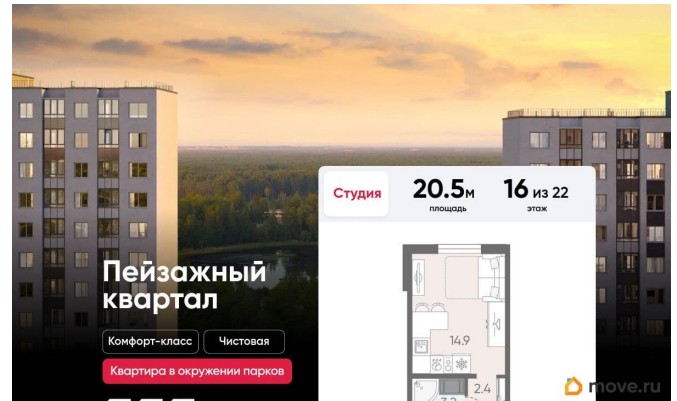 Студия
20.5м
площадь
16 из 22
этаж
Пейзажный
квартал
Комфорт-класс
Чистовая
Квартира в окружении парков
14.9
2.4
move.ru